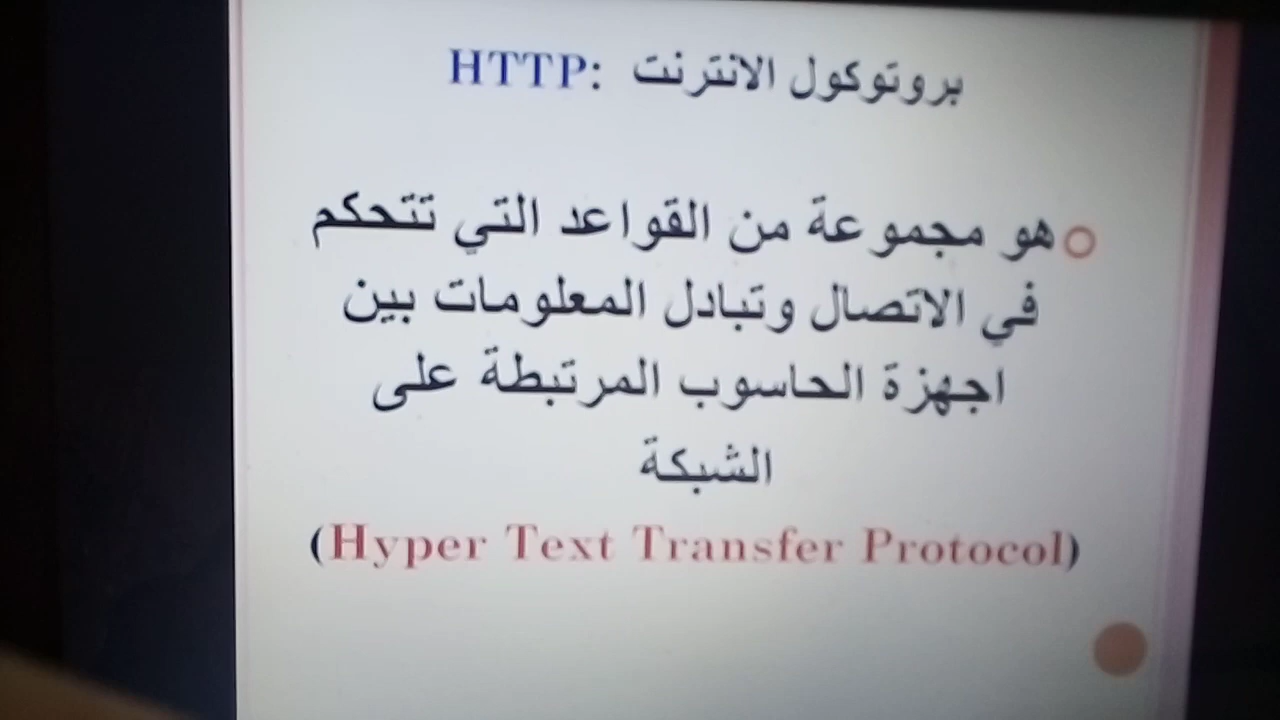 بروتوكول الانترنت :HTTP
هو مجموعة من القواعد التي تتحكم
في الاتصال وتبادل المعلومات بين
اجهزة الحاسوب المرتبطة على
الشبكة
(Hyper Text Transfer Protocol)